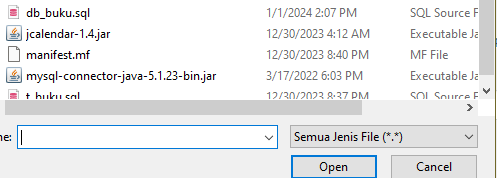 db_buku.sql 1/1/2024 2:07 PM SQL Source F
jcalendar-1.4.jar 12/30/2023 4:12 AM Executable Ja
manifest.mf 12/30/2023 8:40 PM MF File
mysql-connector-java-5.1.23-bin.jar 3/17/2022 6:03 PM Executable Ja
t_buku.sql 12/30/2023 8:37 PM SQL Source F
ne: Semua Jenis File (*.*)
Open Cancel